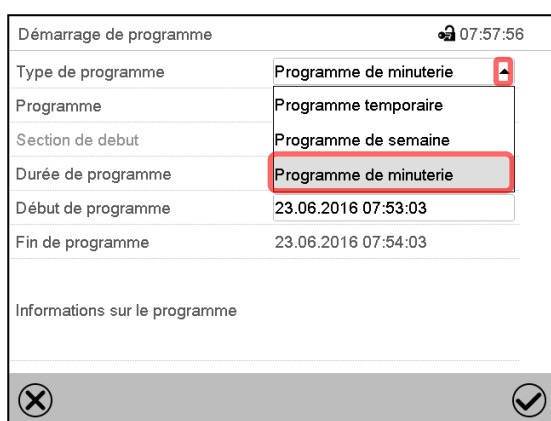 Démarrage de programme 07:57:56
Type de programme Programme de minuterie
Programme Programme temporaire
Section de debut Programme de semaine
Durée de programme Programme de minuterie
Début de programme 23.06.2016 07:53:03
Fin de programme 23.06.2016 07:54:03
Informations sur le programme